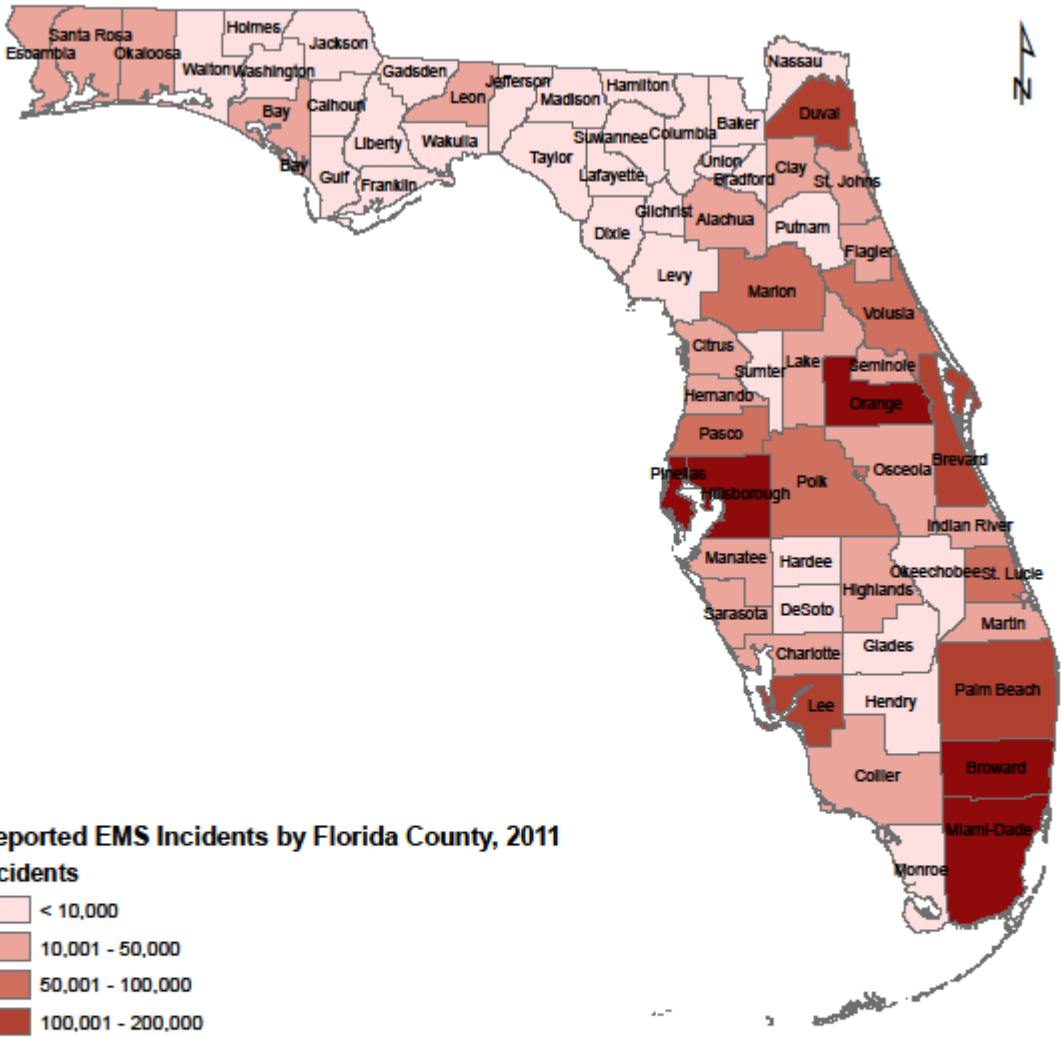 Holmes
Santa Rosa
Jackson
Escambia
Okaloosa
Walton
Washington
Gadsden
Nassau
Jefferson
Hamilton
Leon
Madison
Bay
Calhoun
Duval
Baker
Suwannee
Columbia
Liberty
Wakulla
Taylor
Union
Bay
Lafayette
Bradford
Clay
St. Johns
Gulf
Franklin
Gilchrist
Alachua
Putnam
Dixie
Flagler
Levy
Marion
Volusia
Citrus
Sumter
Lake
Seminole
Hernando
Orange
Pasco
Brevard
Pinellas
Osceola
Polk
Hillsborough
Indian River
Manatee
Hardee
Okeechobee
St. Lucie
Highlands
DeSoto
Sarasota
Martin
Charlotte
Glades
Palm Beach
Lee
Hendry
Broward
Collier
Miami-Dade
Monroe
N
eported EMS Incidents by Florida County, 2011
cidents
< 10,000
10,001 - 50,000
50,001 - 100,000
100,001 - 200,000